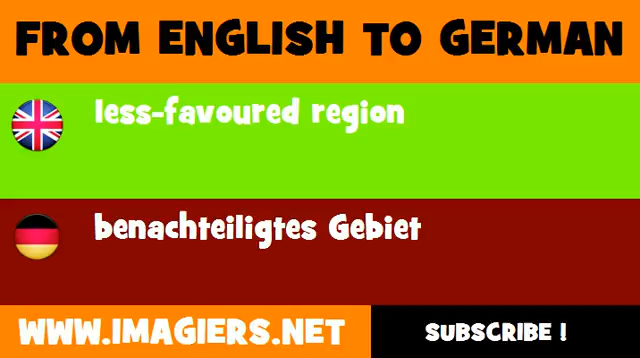 FROM ENGLISH TO GERMAN
less-favoured region
benachteiligtes Gebiet
WWW.IMAGIERS.NET
SUBSCRIBE !